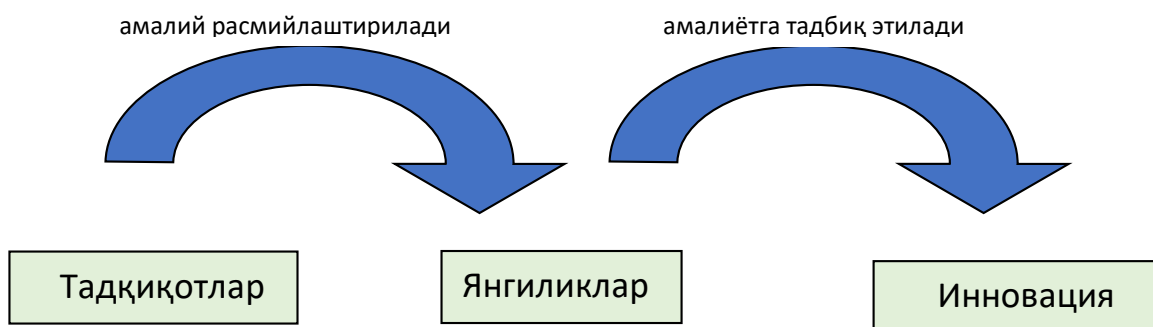 амалий расмийлаштирилади
амалиётга тадбиқ этилади
Тадқиқотлар
Янгиликлар
Инновация